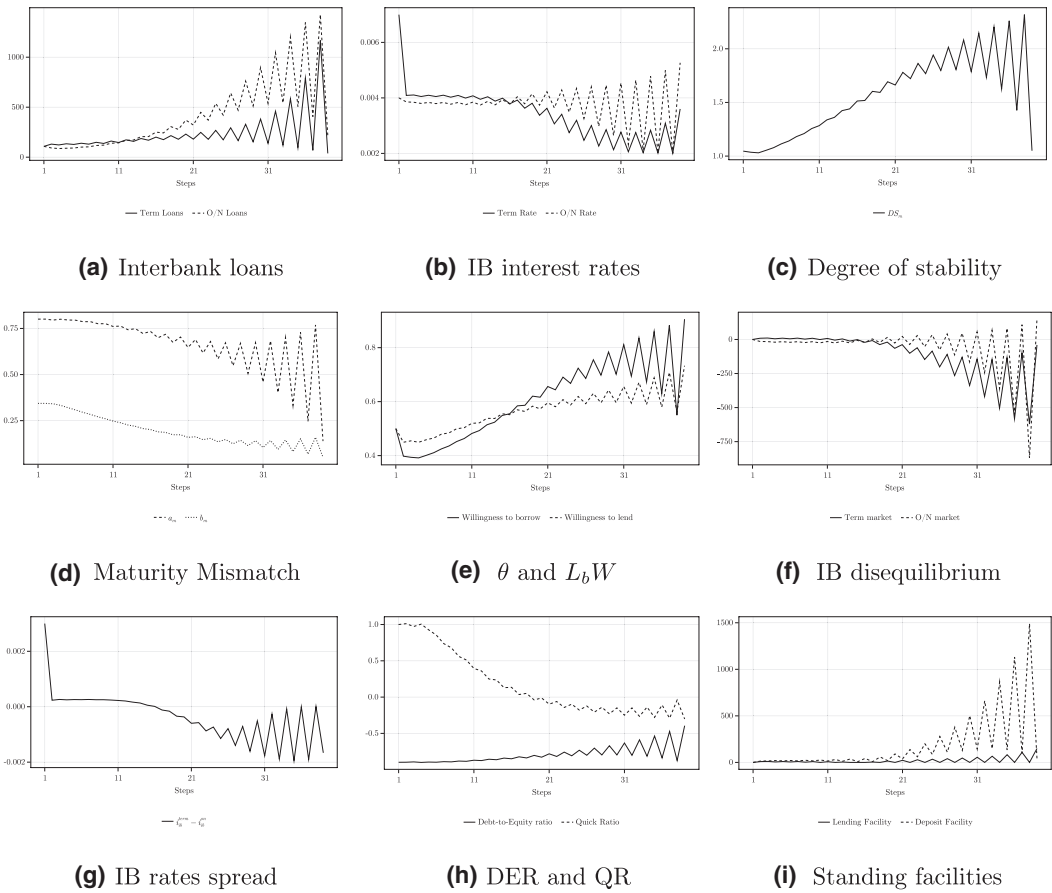 1000
500
0
1
11
21
31
Steps
Term Loans
O/N Loans
(a) Interbank loans
0.006
0.004
0.002
1
11
21
31
Steps
Term Rate
O/N Rate
(b) IB interest rates
2.0
1.5
1.0
1
11
21
31
Steps
DSₘ
(c) Degree of stability
0.75
0.50
0.25
1
11
21
31
Steps
aₘ
bₘ
(d) Maturity Mismatch
0.8
0.6
0.4
1
11
21
31
Steps
Willingness to borrow
Willingness to lend
(e) θ and L_bW
0
-250
-500
-750
1
11
21
31
Steps
Term market
O/N market
(f) IB disequilibrium
0.002
0.000
-0.002
1
11
21
31
Steps
(g) IB rates spread
1.0
0.5
0.0
-0.5
1
11
21
31
Steps
Debt-to-Equity ratio
Quick Ratio
(h) DER and QR
1500
1000
500
0
1
11
21
31
Steps
Lending Facility
Deposit Facility
(i) Standing facilities